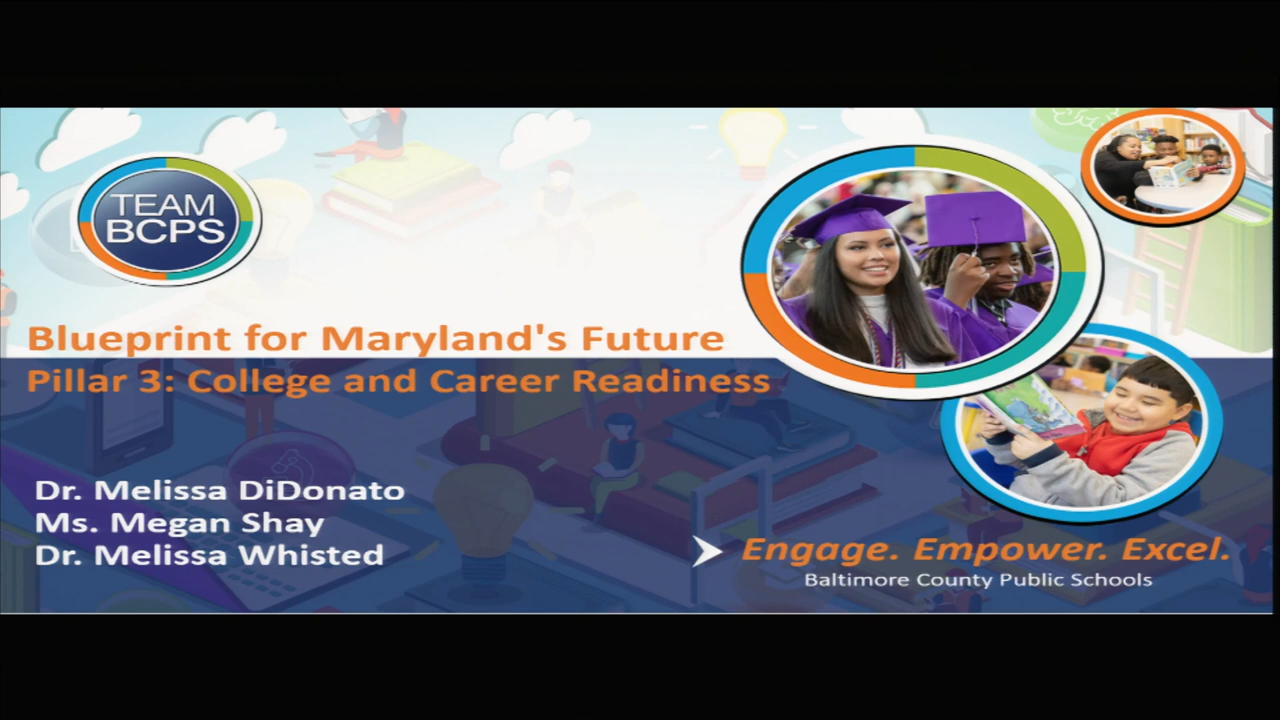 TEAM
BCPS
Blueprint for Maryland's Future
Pillar 3: College and Career Readiness
Dr. Melissa DiDonato
Ms. Megan Shay
Dr. Melissa Whisted
Engage. Empower. Excel.
Baltimore County Public Schools